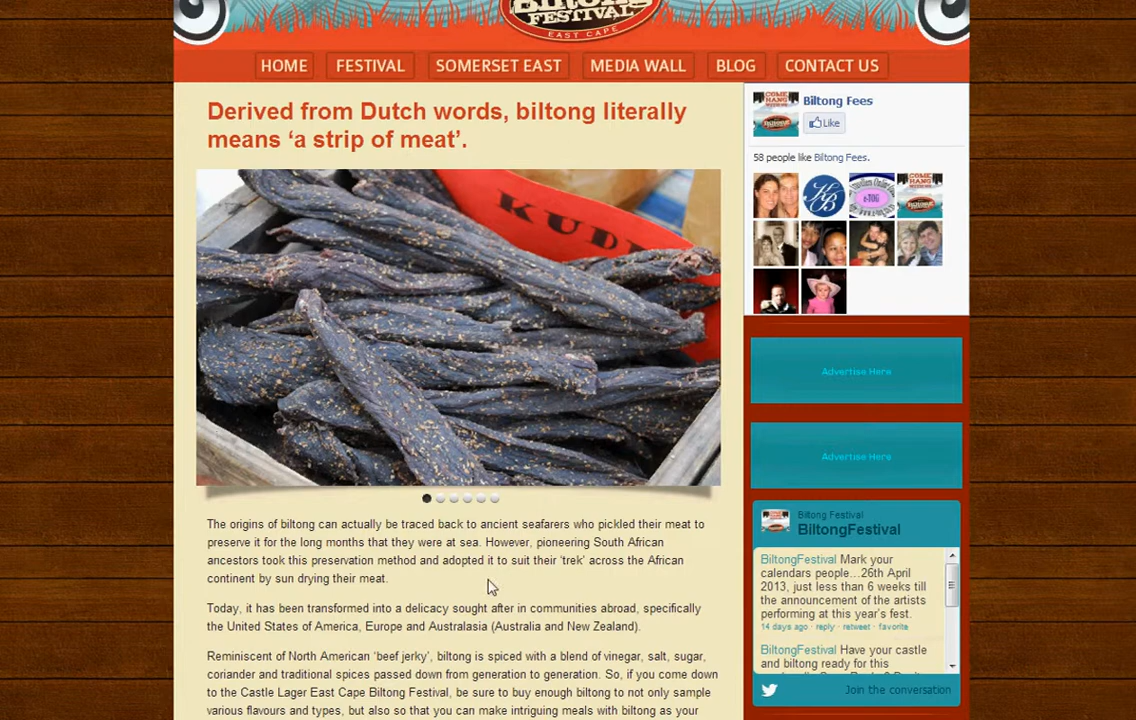 Biltong
FESTIVAL
EAST CAPE
HOME FESTIVAL SOMERSET EAST MEDIA WALL BLOG CONTACT US
Derived from Dutch words, biltong literally
means ‘a strip of meat’.
KUDU
The origins of biltong can actually be traced back to ancient seafarers who pickled their meat to
preserve it for the long months that they were at sea. However, pioneering South African
ancestors took this preservation method and adopted it to suit their ‘trek’ across the African
continent by sun drying their meat.
Today, it has been transformed into a delicacy sought after in communities abroad, specifically
the United States of America, Europe and Australasia (Australia and New Zealand).
Reminiscent of North American ‘beef jerky’, biltong is spiced with a blend of vinegar, salt, sugar,
coriander and traditional spices passed down from generation to generation. So, if you come down
to the Castle Lager East Cape Biltong Festival, be sure to buy enough biltong to not only sample
various flavours and types, but also so that you can make intriguing meals with biltong as your
COME
HANG
Biltong Fees
Like
58 people like Biltong Fees.
KB
COME
HANG
Advertise Here
Advertise Here
Biltong Festival
BiltongFestival
BiltongFestival Mark your
calendars people...26th April
2013, just less than 6 weeks till
the announcement of the artists
performing at this year's fest.
14 days ago · reply · retweet · favorite
BiltongFestival Have your castle
and biltong ready for this
Join the conversation